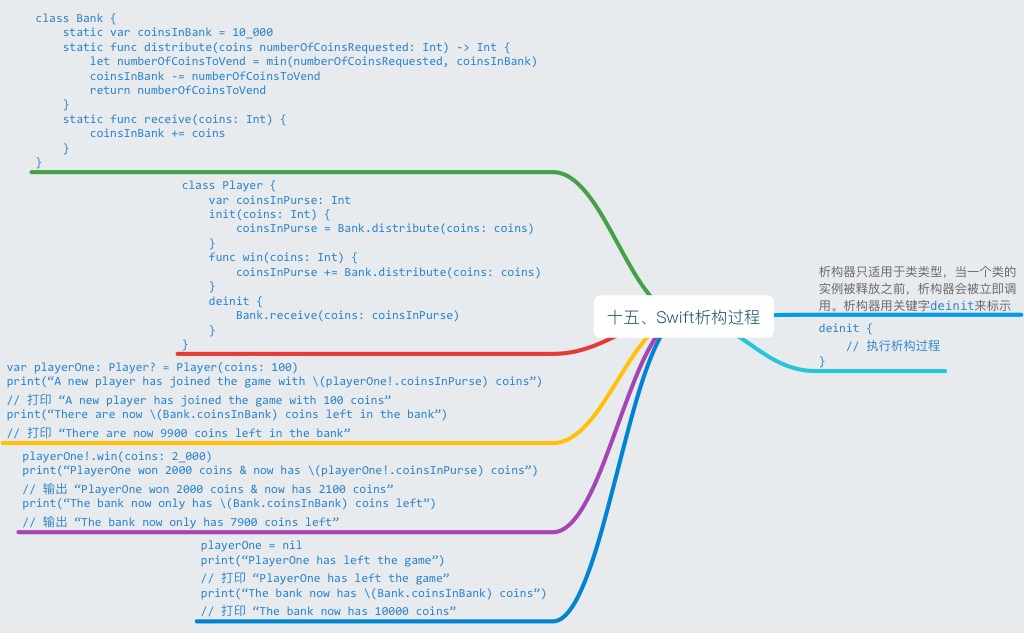 class Bank {
    static var coinsInBank = 10_000
    static func distribute(coins numberOfCoinsRequested: Int) -> Int {
        let numberOfCoinsToVend = min(numberOfCoinsRequested, coinsInBank)
        coinsInBank -= numberOfCoinsToVend
        return numberOfCoinsToVend
    }
    static func receive(coins: Int) {
        coinsInBank += coins
    }
}
class Player {
    var coinsInPurse: Int
    init(coins: Int) {
        coinsInPurse = Bank.distribute(coins: coins)
    }
    func win(coins: Int) {
        coinsInPurse += Bank.distribute(coins: coins)
    }
    deinit {
        Bank.receive(coins: coinsInPurse)
    }
}
var playerOne: Player? = Player(coins: 100)
print(“A new player has joined the game with \(playerOne!.coinsInPurse) coins”)
// 打印 “A new player has joined the game with 100 coins”
print(“There are now \(Bank.coinsInBank) coins left in the bank”)
// 打印 “There are now 9900 coins left in the bank”
playerOne!.win(coins: 2_000)
print(“PlayerOne won 2000 coins & now has \(playerOne!.coinsInPurse) coins”)
// 输出 “PlayerOne won 2000 coins & now has 2100 coins”
print(“The bank now only has \(Bank.coinsInBank) coins left”)
// 输出 “The bank now only has 7900 coins left”
playerOne = nil
print(“PlayerOne has left the game”)
// 打印 “PlayerOne has left the game”
print(“The bank now has \(Bank.coinsInBank) coins”)
// 打印 “The bank now has 10000 coins”
十五、Swift析构过程
析构器只适用于类类型，当一个类的
实例被释放之前，析构器会被立即调
用。析构器用关键字deinit来标示
deinit {
    // 执行析构过程
}